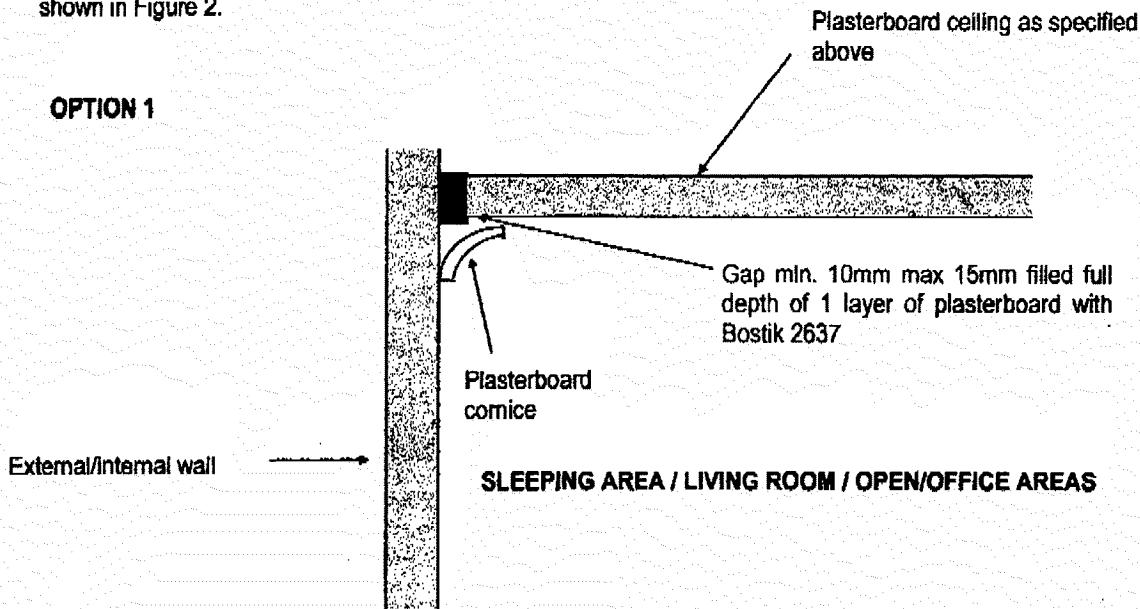 shown in Figure 2.
Plasterboard ceiling as specified
above
OPTION 1
Gap min. 10mm max 15mm filled full
depth of 1 layer of plasterboard with
Bostik 2637
Plasterboard
cornice
External/internal wall
SLEEPING AREA / LIVING ROOM / OPEN/OFFICE AREAS